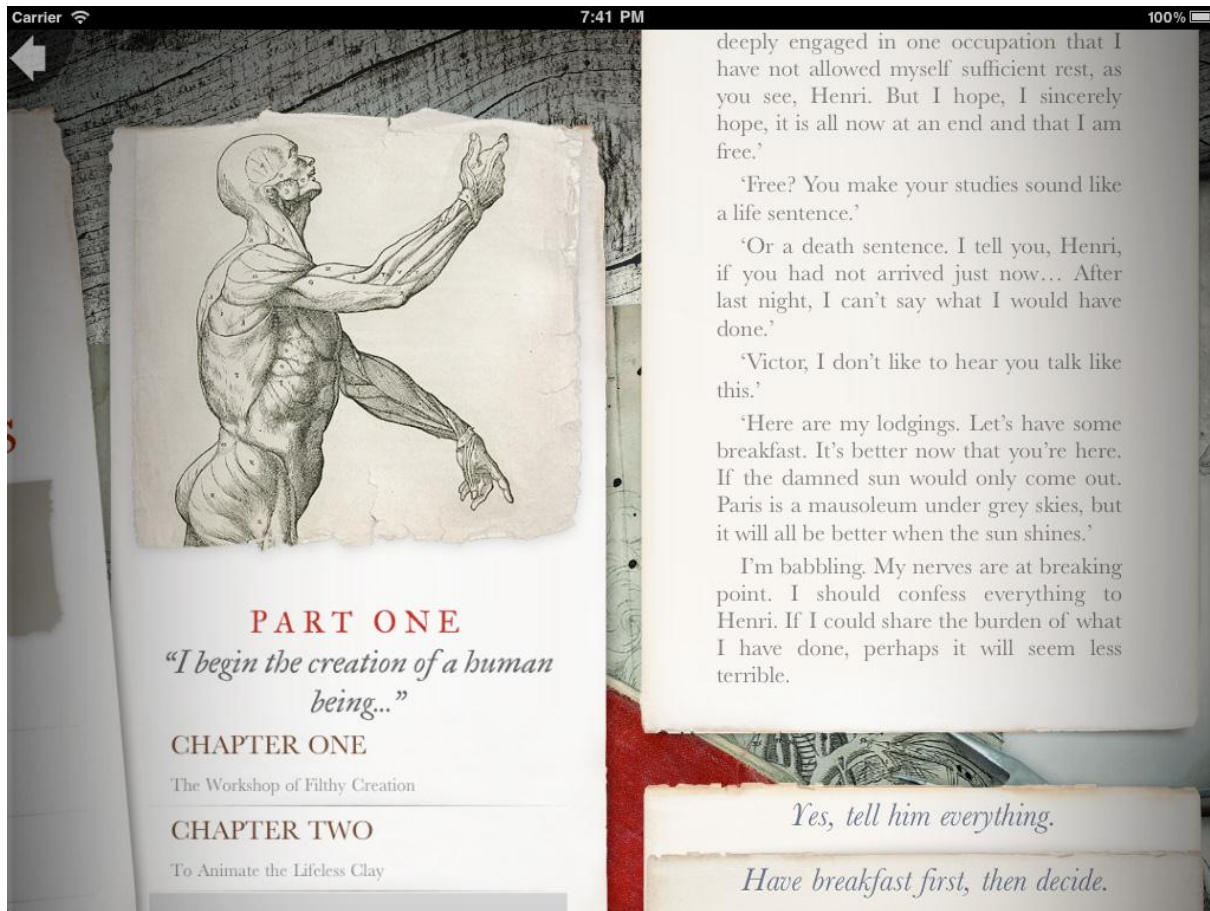 Carrier
7:41 PM
100%
S
PART ONE
“I begin the creation of a human
being...”
CHAPTER ONE
The Workshop of Filthy Creation
CHAPTER TWO
To Animate the Lifeless Clay
deeply engaged in one occupation that I
have not allowed myself sufficient rest, as
you see, Henri. But I hope, I sincerely
hope, it is all now at an end and that I am
free.’
‘Free? You make your studies sound like
a life sentence.’
‘Or a death sentence. I tell you, Henri,
if you had not arrived just now… After
last night, I can’t say what I would have
done.’
‘Victor, I don’t like to hear you talk like
this.’
‘Here are my lodgings. Let’s have some
breakfast. It’s better now that you’re here.
If the damned sun would only come out.
Paris is a mausoleum under grey skies, but
it will all be better when the sun shines.’
I’m babbling. My nerves are at breaking
point. I should confess everything to
Henri. If I could share the burden of what
I have done, perhaps it will seem less
terrible.
Yes, tell him everything.
Have breakfast first, then decide.